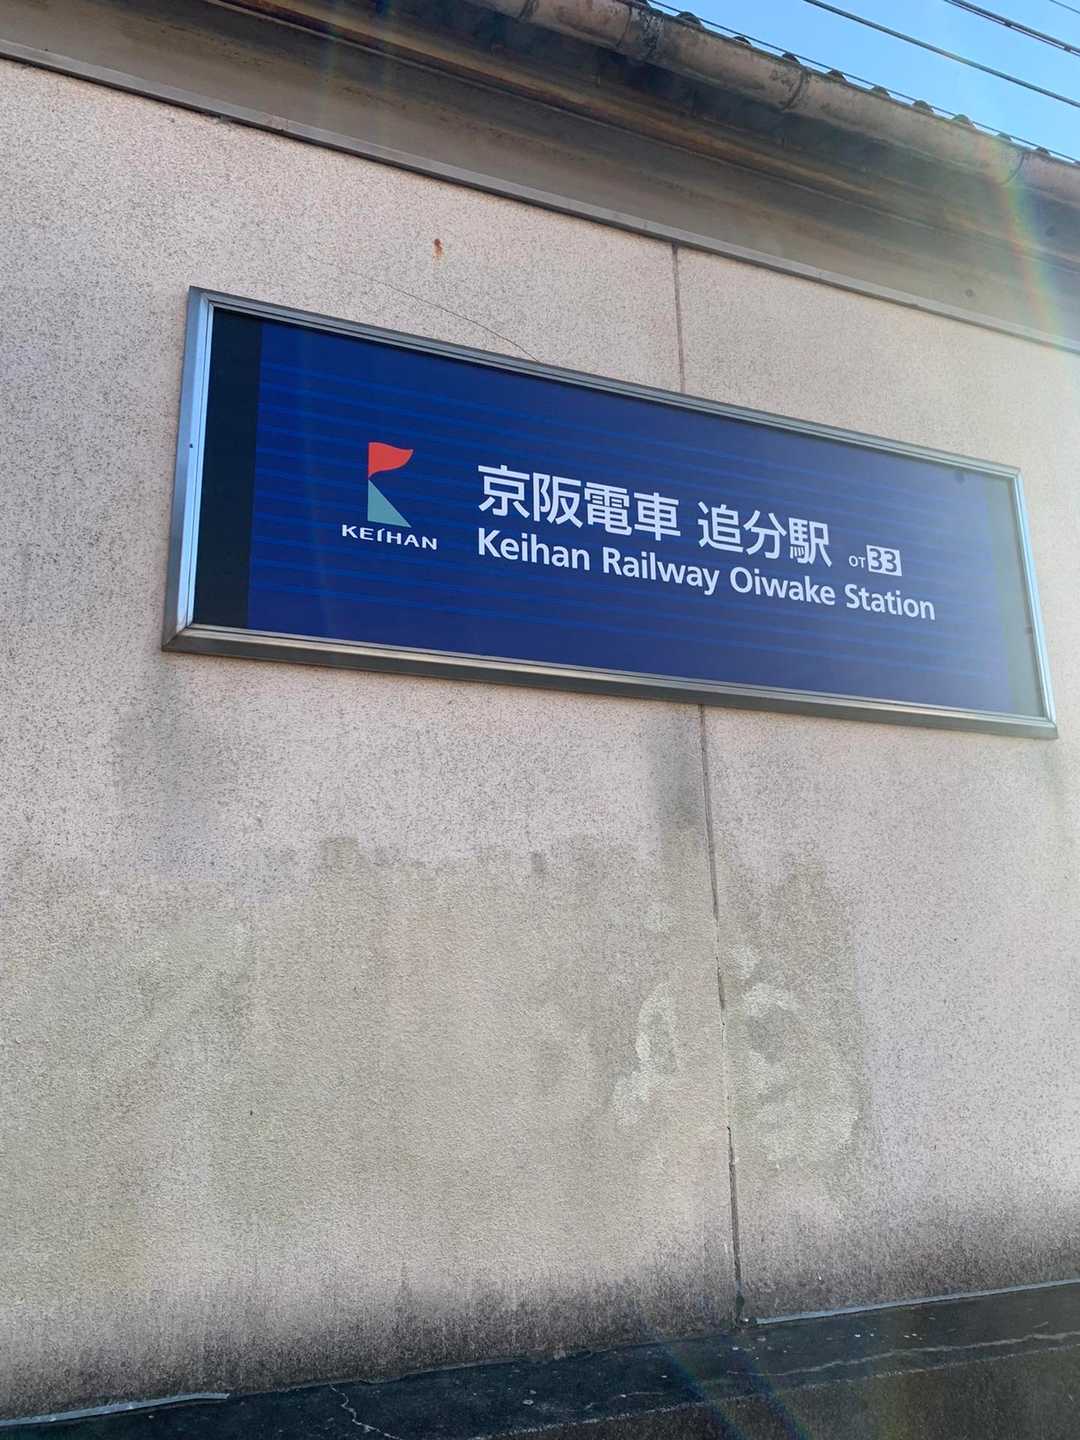 KEIHAN
京阪電車 追分駅 OT33
Keihan Railway Oiwake Station